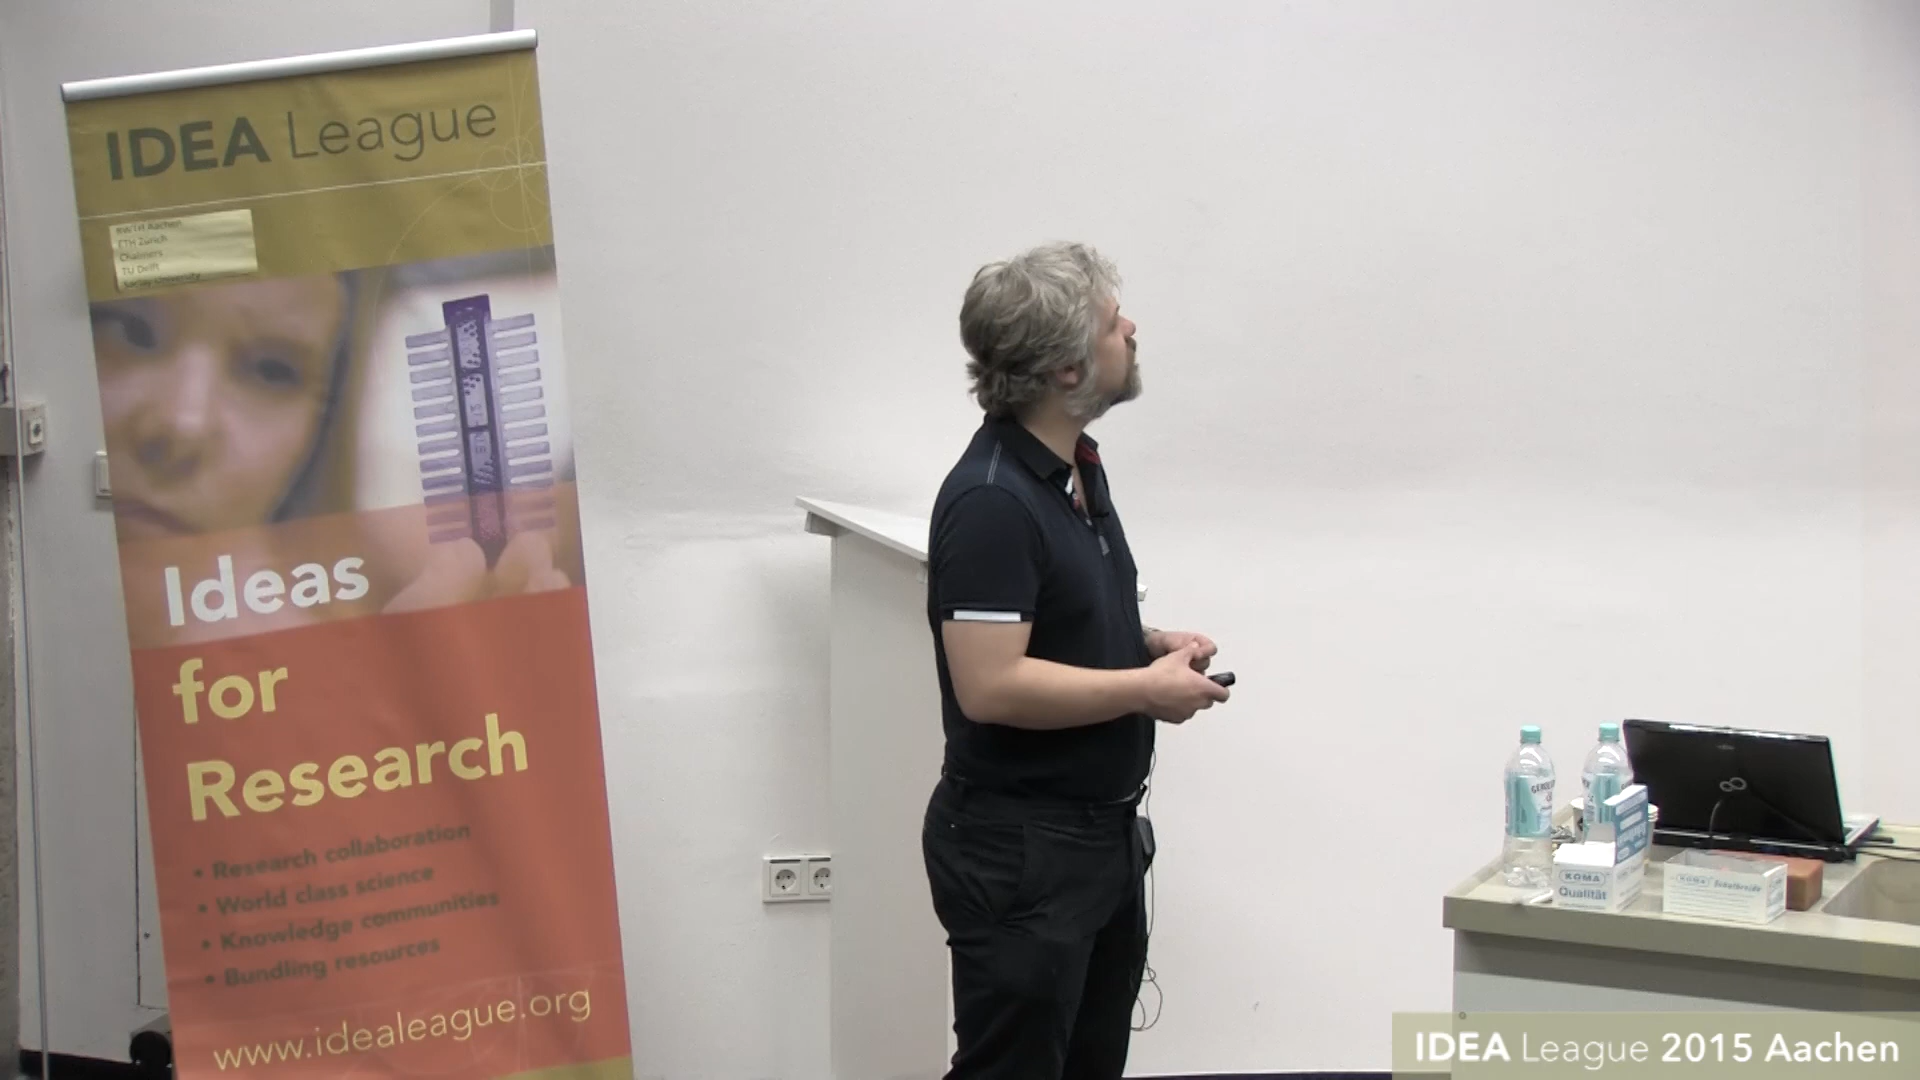 IDEA League
RWTH Aachen
ETH Zürich
Chalmers
TU Delft
Ideas
for
Research
• Research collaboration
• World class science
• Knowledge communities
• Bundling resources
www.idealeague.org
KOMA
Qualität
KOMA
IDEA League 2015 Aachen